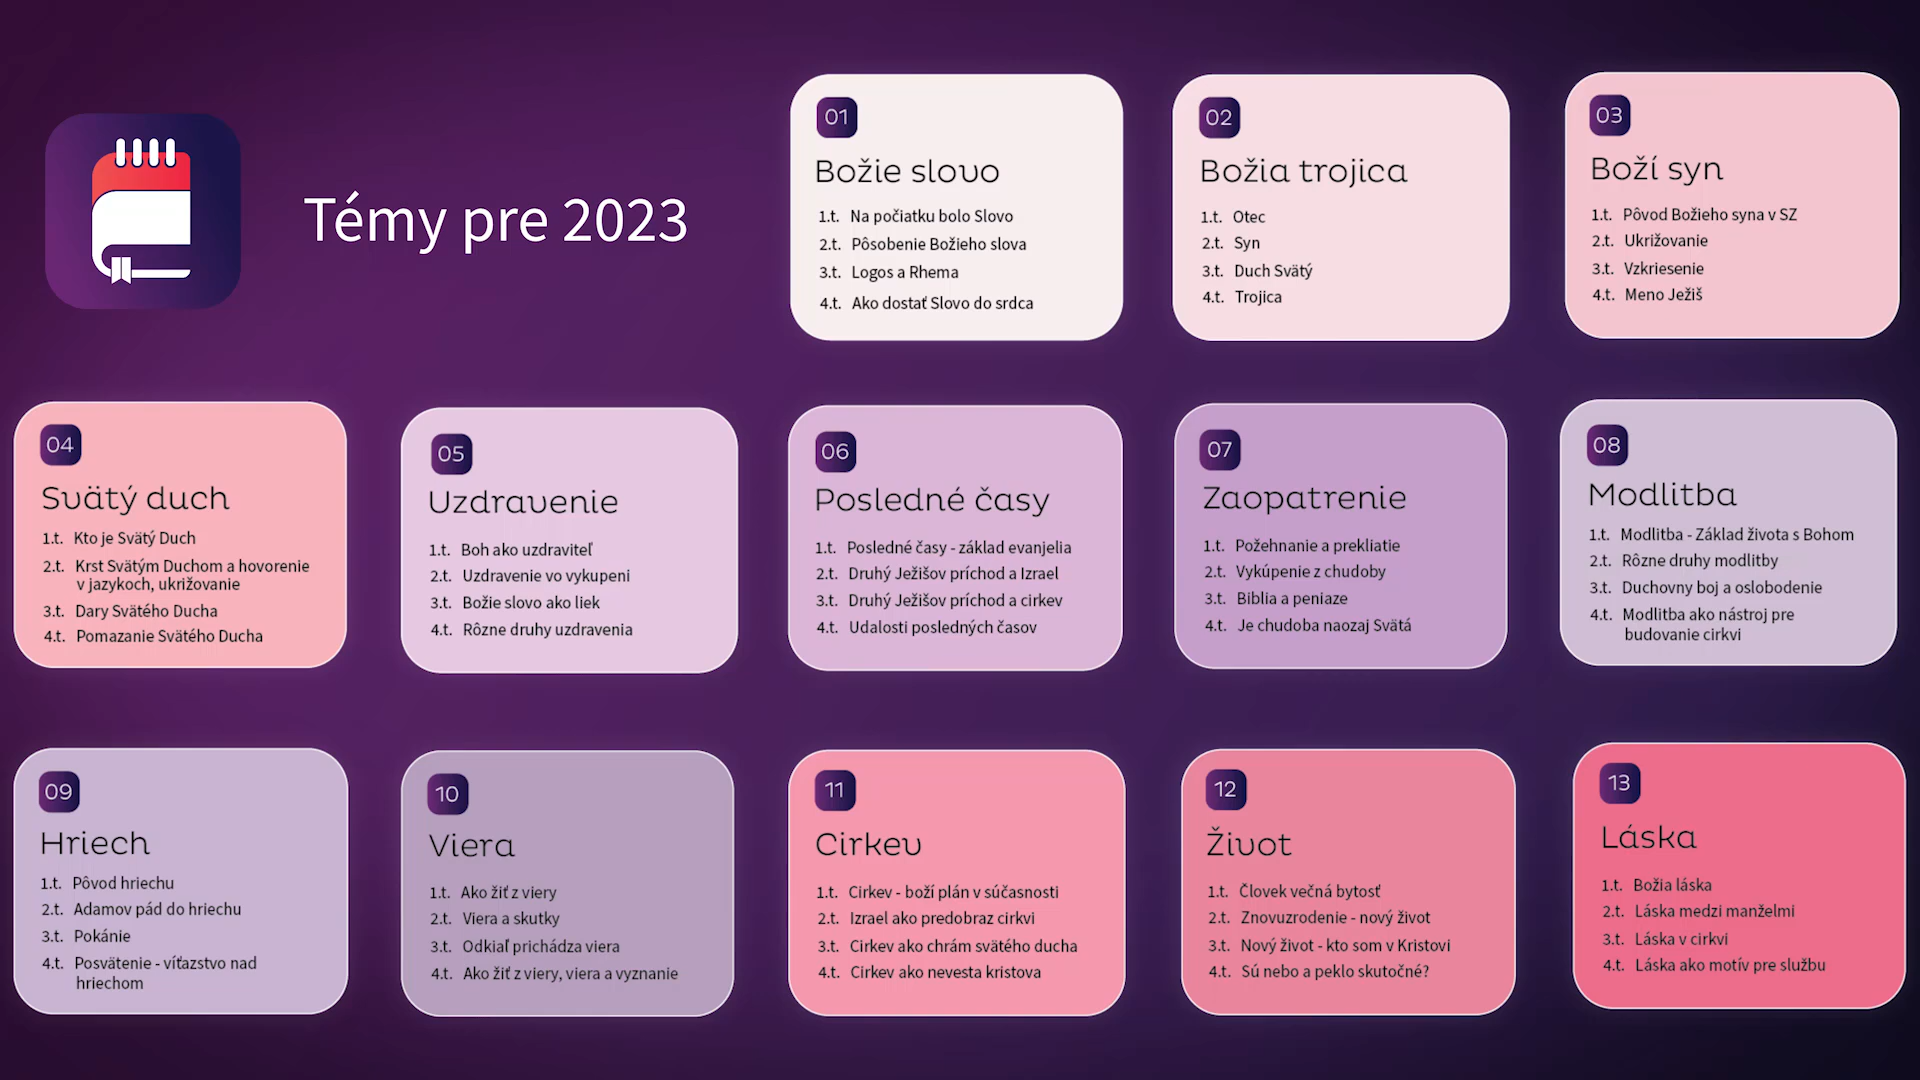 Témy pre 2023
01
Božie slovo
1.t. Na počiatku bolo Slovo
2.t. Pôsobenie Božieho slova
3.t. Logos a Rhema
4.t. Ako dostať Slovo do srdca
02
Božia trojica
1.t. Otec
2.t. Syn
3.t. Duch Svätý
4.t. Trojica
03
Boží syn
1.t. Pôvod Božieho syna v SZ
2.t. Ukrižovanie
3.t. Vzkriesenie
4.t. Meno Ježiš
04
Svätý duch
1.t. Kto je Svätý Duch
2.t. Krst Svätým Duchom a hovorenie
v jazykoch, ukrižovanie
3.t. Dary Svätého Ducha
4.t. Pomazanie Svätého Ducha
05
Uzdravenie
1.t. Boh ako uzdraviteľ
2.t. Uzdravenie vo vykupeni
3.t. Božie slovo ako liek
4.t. Rôzne druhy uzdravenia
06
Posledné časy
1.t. Posledné časy - základ evanjelia
2.t. Druhý Ježišov príchod a Izrael
3.t. Druhý Ježišov príchod a cirkev
4.t. Udalosti posledných časov
07
Zaopatrenie
1.t. Požehnanie a prekliatie
2.t. Vykúpenie z chudoby
3.t. Biblia a peniaze
4.t. Je chudoba naozaj Svätá
08
Modlitba
1.t. Modlitba - Základ života s Bohom
2.t. Rôzne druhy modlitby
3.t. Duchovny boj a oslobodenie
4.t. Modlitba ako nástroj pre
budovanie cirkvi
09
Hriech
1.t. Pôvod hriechu
2.t. Adamov pád do hriechu
3.t. Pokánie
4.t. Posvätenie - víťazstvo nad
hriechom
10
Viera
1.t. Ako žiť z viery
2.t. Viera a skutky
3.t. Odkiaľ prichádza viera
4.t. Ako žiť z viery, viera a vyznanie
11
Cirkev
1.t. Cirkev - boží plán v súčasnosti
2.t. Izrael ako predobraz cirkvi
3.t. Cirkev ako chrám svätého ducha
4.t. Cirkev ako nevesta kristova
12
Život
1.t. Človek večná bytosť
2.t. Znovuzrodenie - nový život
3.t. Nový život - kto som v Kristovi
4.t. Sú nebo a peklo skutočné?
13
Láska
1.t. Božia láska
2.t. Láska medzi manželmi
3.t. Láska v cirkvi
4.t. Láska ako motív pre službu